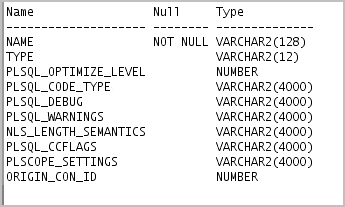 Name Null Type
-------------------- -------- --------------
NAME NOT NULL VARCHAR2(128)
TYPE VARCHAR2(12)
PLSQL_OPTIMIZE_LEVEL NUMBER
PLSQL_CODE_TYPE VARCHAR2(4000)
PLSQL_DEBUG VARCHAR2(4000)
PLSQL_WARNINGS VARCHAR2(4000)
NLS_LENGTH_SEMANTICS VARCHAR2(4000)
PLSQL_CCFLAGS VARCHAR2(4000)
PLSCOPE_SETTINGS VARCHAR2(4000)
ORIGIN_CON_ID NUMBER